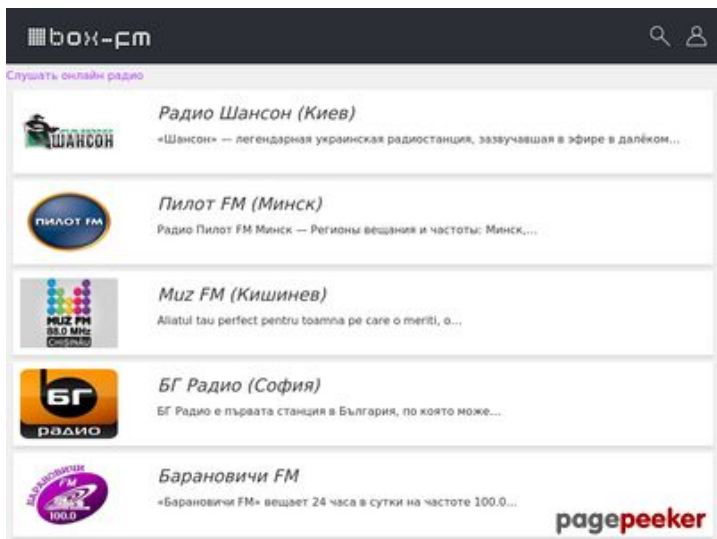 box-FM
Слушать онлайн радио
ШАНСОН
Радио Шансон (Киев)
«Шансон» — легендарная украинская радиостанция, зазвучавшая в эфире в далёком...
ПИЛОТ FM
Пилот FM (Минск)
Радио Пилот FM Минск — Регионы вещания и частоты: Минск,...
MUZ FM
88.0 MHz
CHIȘINĂU
Muz FM (Кишинев)
Aliatul tau perfect pentru toamna pe care o meriti, o...
БГ
РАДИО
БГ Радио (София)
БГ Радио е първата станция в България, по която може...
БАРАНОВИЧИ
FM
100.0
Барановичи FM
«Барановичи FM» вещает 24 часа в сутки на частоте 100.0...
pagepeeker